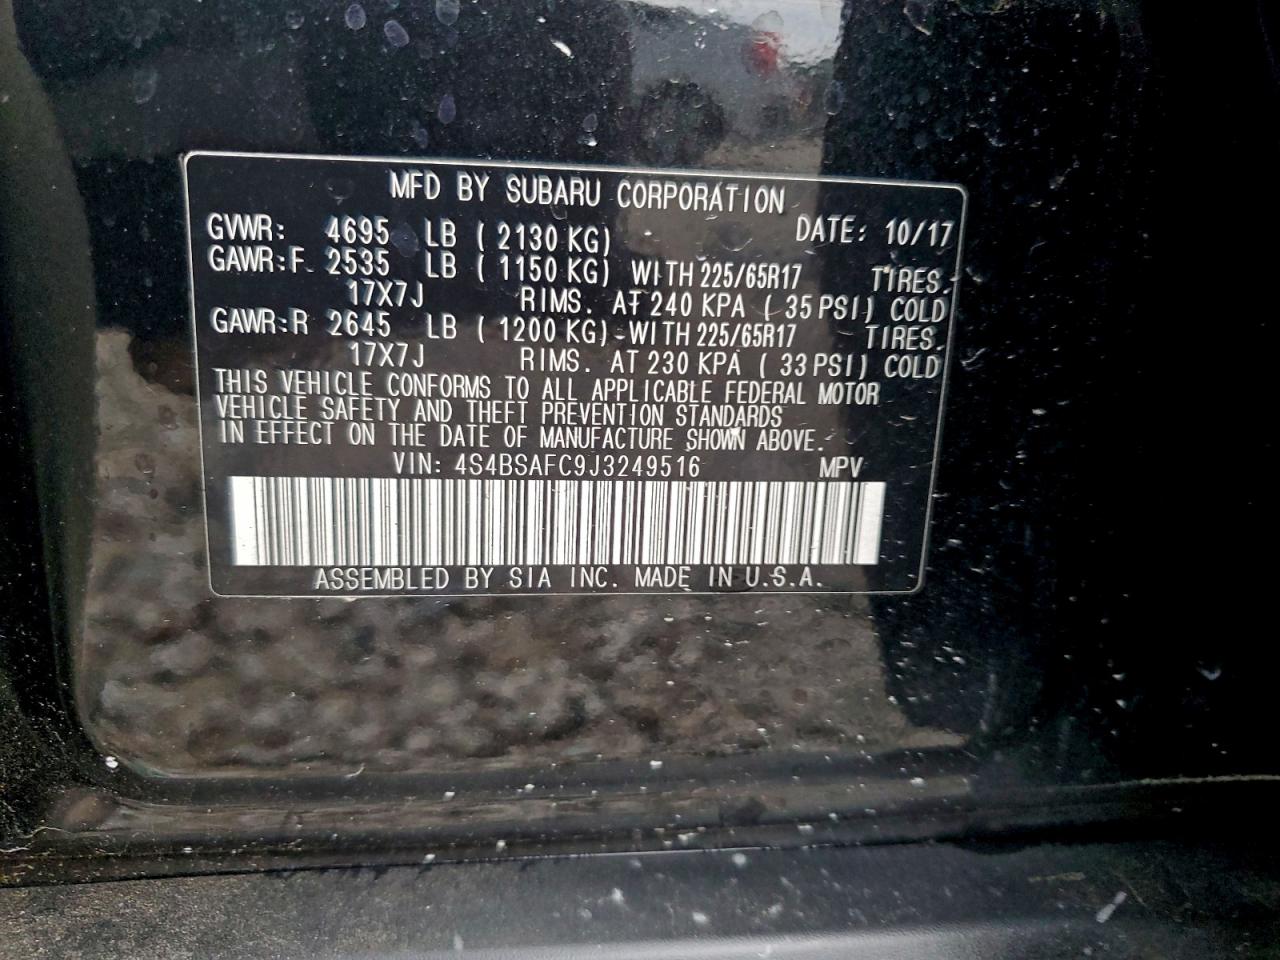 MFD BY SUBARU CORPORATION
GVWR: 4695 LB ( 2130 KG) DATE: 10/17
GAWR:F 2535 LB ( 1150 KG) WITH 225/65R17 TIRES.
17X7J RIMS. AT 240 KPA ( 35 PSI) COLD
GAWR:R 2645 LB ( 1200 KG) WITH 225/65R17 TIRES.
17X7J RIMS. AT 230 KPA ( 33 PSI) COLD
THIS VEHICLE CONFORMS TO ALL APPLICABLE FEDERAL MOTOR
VEHICLE SAFETY AND THEFT PREVENTION STANDARDS
IN EFFECT ON THE DATE OF MANUFACTURE SHOWN ABOVE.
VIN: 4S4BSAFC9J3249516 MPV
ASSEMBLED BY SIA INC. MADE IN U.S.A.